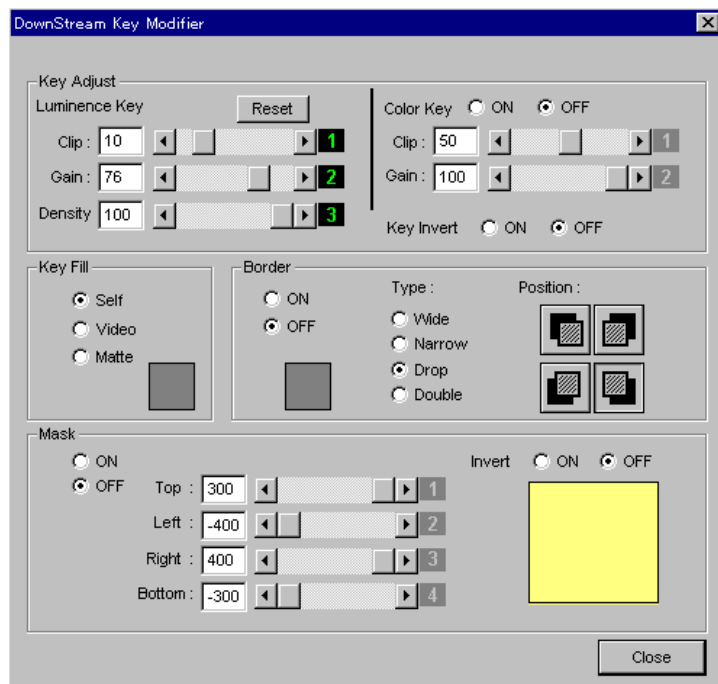 DownStream Key Modifier
Key Adjust
Luminence Key Reset
Clip : 10 1
Gain : 76 2
Density 100 3
Color Key ON OFF
Clip : 50 1
Gain : 100 2
Key Invert ON OFF
Key Fill
Self
Video
Matte
Border
ON
OFF
Type :
Wide
Narrow
Drop
Double
Position :
Mask
ON
OFF
Top : 300 1
Left : -400 2
Right : 400 3
Bottom : -300 4
Invert ON OFF
Close